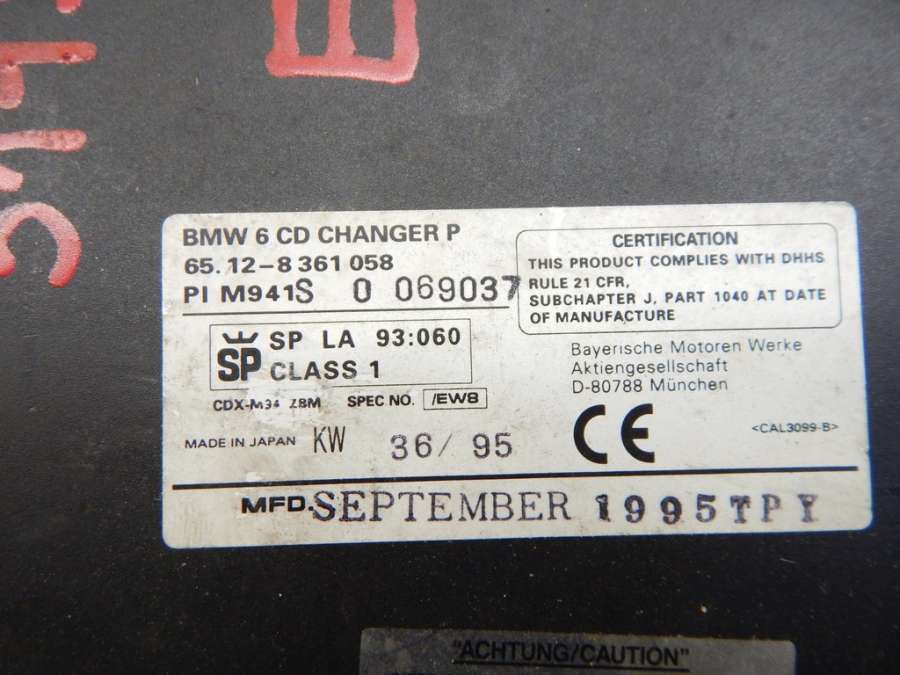 E
BMW 6 CD CHANGER P
65. 12-8 361 058
PI M941S 0 069037
CERTIFICATION
THIS PRODUCT COMPLIES WITH DHHS
RULE 21 CFR,
SUBCHAPTER J, PART 1040 AT DATE
OF MANUFACTURE
SP
SP LA 93:060
CLASS 1
CDX-M34 ZBM SPEC NO. /EW8
Bayerische Motoren Werke
Aktiengesellschaft
D-80788 München
MADE IN JAPAN KW 36/ 95
CE
<CAL3099-B>
MFD. SEPTEMBER 1995 TPY
"ACHTUNG/CAUTION"